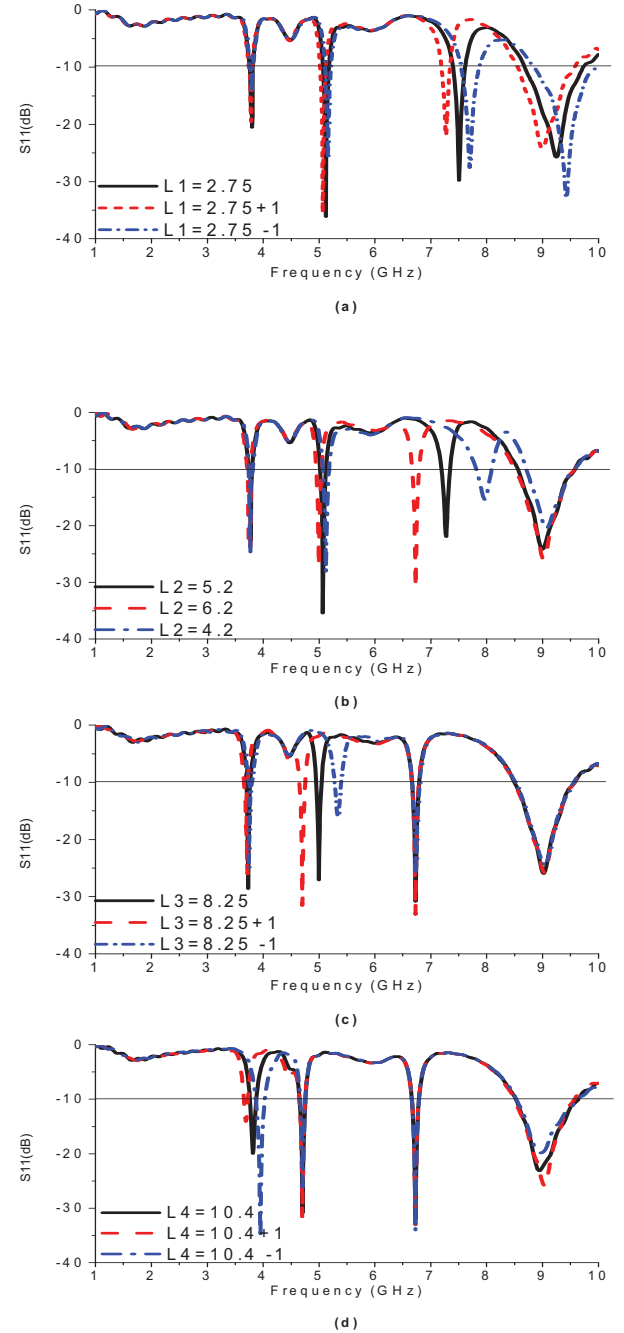 0
-10
-20
-30
-40
S11(dB)
L1=2.75
L1=2.75+1
L1=2.75 -1
1 2 3 4 5 6 7 8 9 10
Frequency (GHz)
(a)
0
-10
-20
-30
-40
S11(dB)
L2=5.2
L2=6.2
L2=4.2
1 2 3 4 5 6 7 8 9 10
Frequency (GHz)
(b)
0
-10
-20
-30
-40
S11(dB)
L3=8.25
L3=8.25+1
L3=8.25 -1
1 2 3 4 5 6 7 8 9 10
Frequency (GHz)
(c)
0
-10
-20
-30
-40
S11(dB)
L4=10.4
L4=10.4+1
L4=10.4 -1
1 2 3 4 5 6 7 8 9 10
Frequency (GHz)
(d)